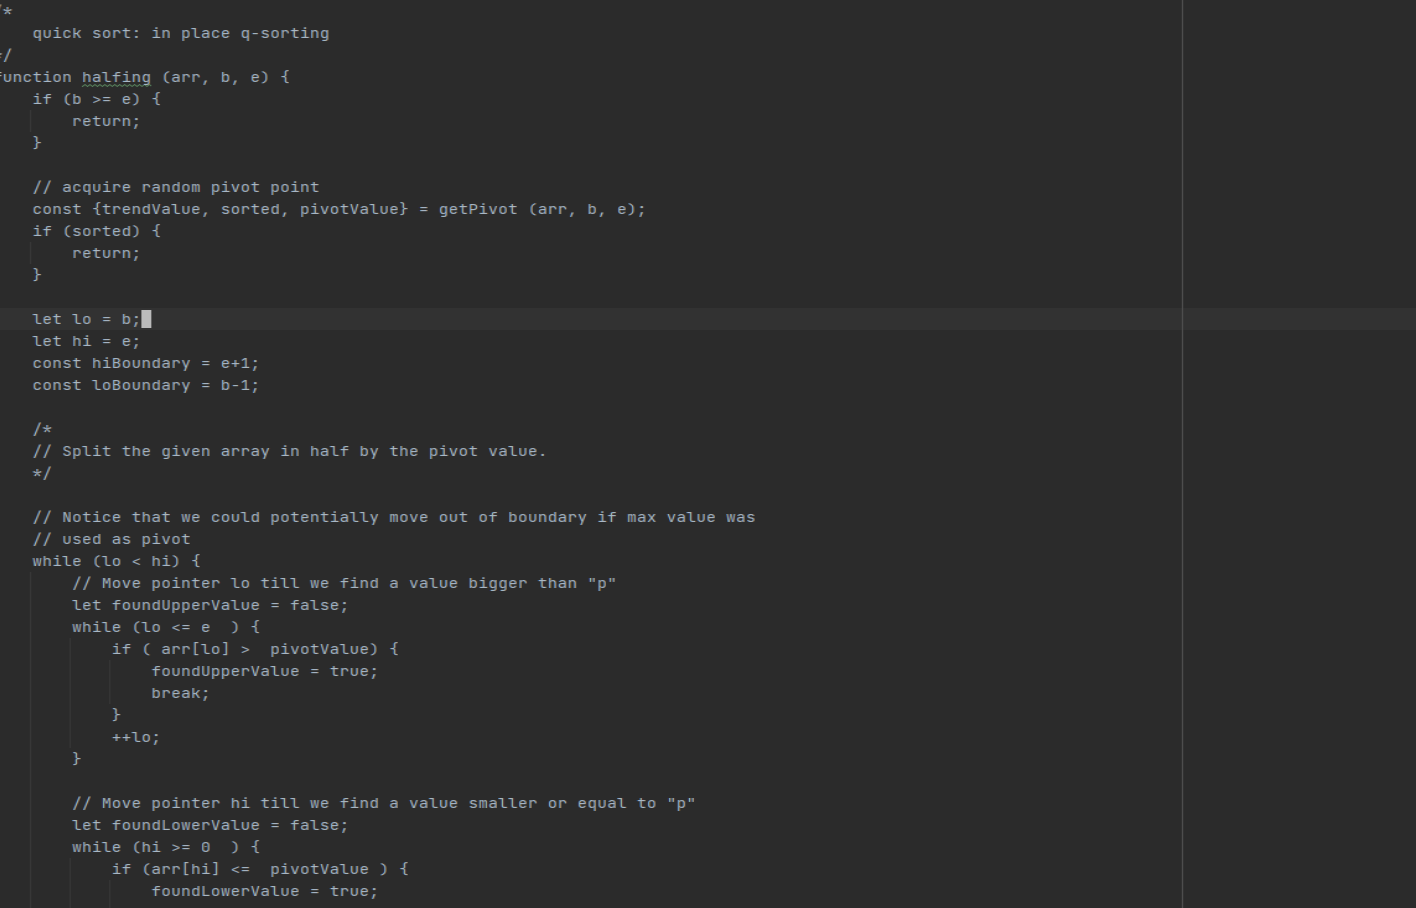 /*
    quick sort: in place q-sorting
*/
function halfing (arr, b, e) {
    if (b >= e) {
        return;
    }
    // acquire random pivot point
    const {trendValue, sorted, pivotValue} = getPivot (arr, b, e);
    if (sorted) {
        return;
    }
    let lo = b;
    let hi = e;
    const hiBoundary = e+1;
    const loBoundary = b-1;
    /*
    // Split the given array in half by the pivot value.
    */
    // Notice that we could potentially move out of boundary if max value was
    // used as pivot
    while (lo < hi) {
        // Move pointer lo till we find a value bigger than "p"
        let foundUpperValue = false;
        while (lo <= e  ) {
            if ( arr[lo] >  pivotValue) {
                foundUpperValue = true;
                break;
            }
            ++lo;
        }
        // Move pointer hi till we find a value smaller or equal to "p"
        let foundLowerValue = false;
        while (hi >= 0  ) {
            if (arr[hi] <=  pivotValue ) {
                foundLowerValue = true;